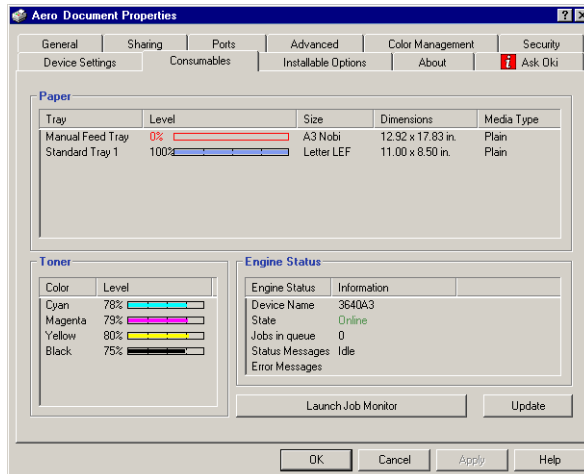 Aero Document Properties
General Sharing Ports Advanced Color Management Security
Device Settings Consumables Installable Options About i Ask Oki
Paper
Tray Level Size Dimensions Media Type
Manual Feed Tray 0% A3 Nobi 12.92 x 17.83 in. Plain
Standard Tray 1 100% Letter LEF 11.00 x 8.50 in. Plain
Toner
Color Level
Cyan 78%
Magenta 79%
Yellow 80%
Black 75%
Engine Status
Engine Status Information
Device Name 3640A3
State Online
Jobs in queue 0
Status Messages Idle
Error Messages
Launch Job Monitor Update
OK Cancel Apply Help